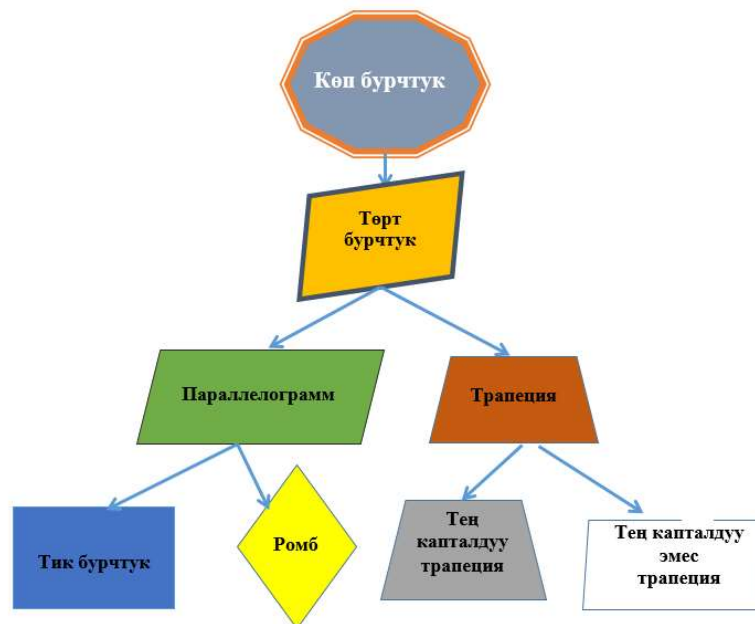 Көп бурчтук
Төрт
бурчтук
Параллелограмм
Трапеция
Тик бурчтук
Ромб
Тең
капталдуу
трапеция
Тең капталдуу
эмес
трапеция